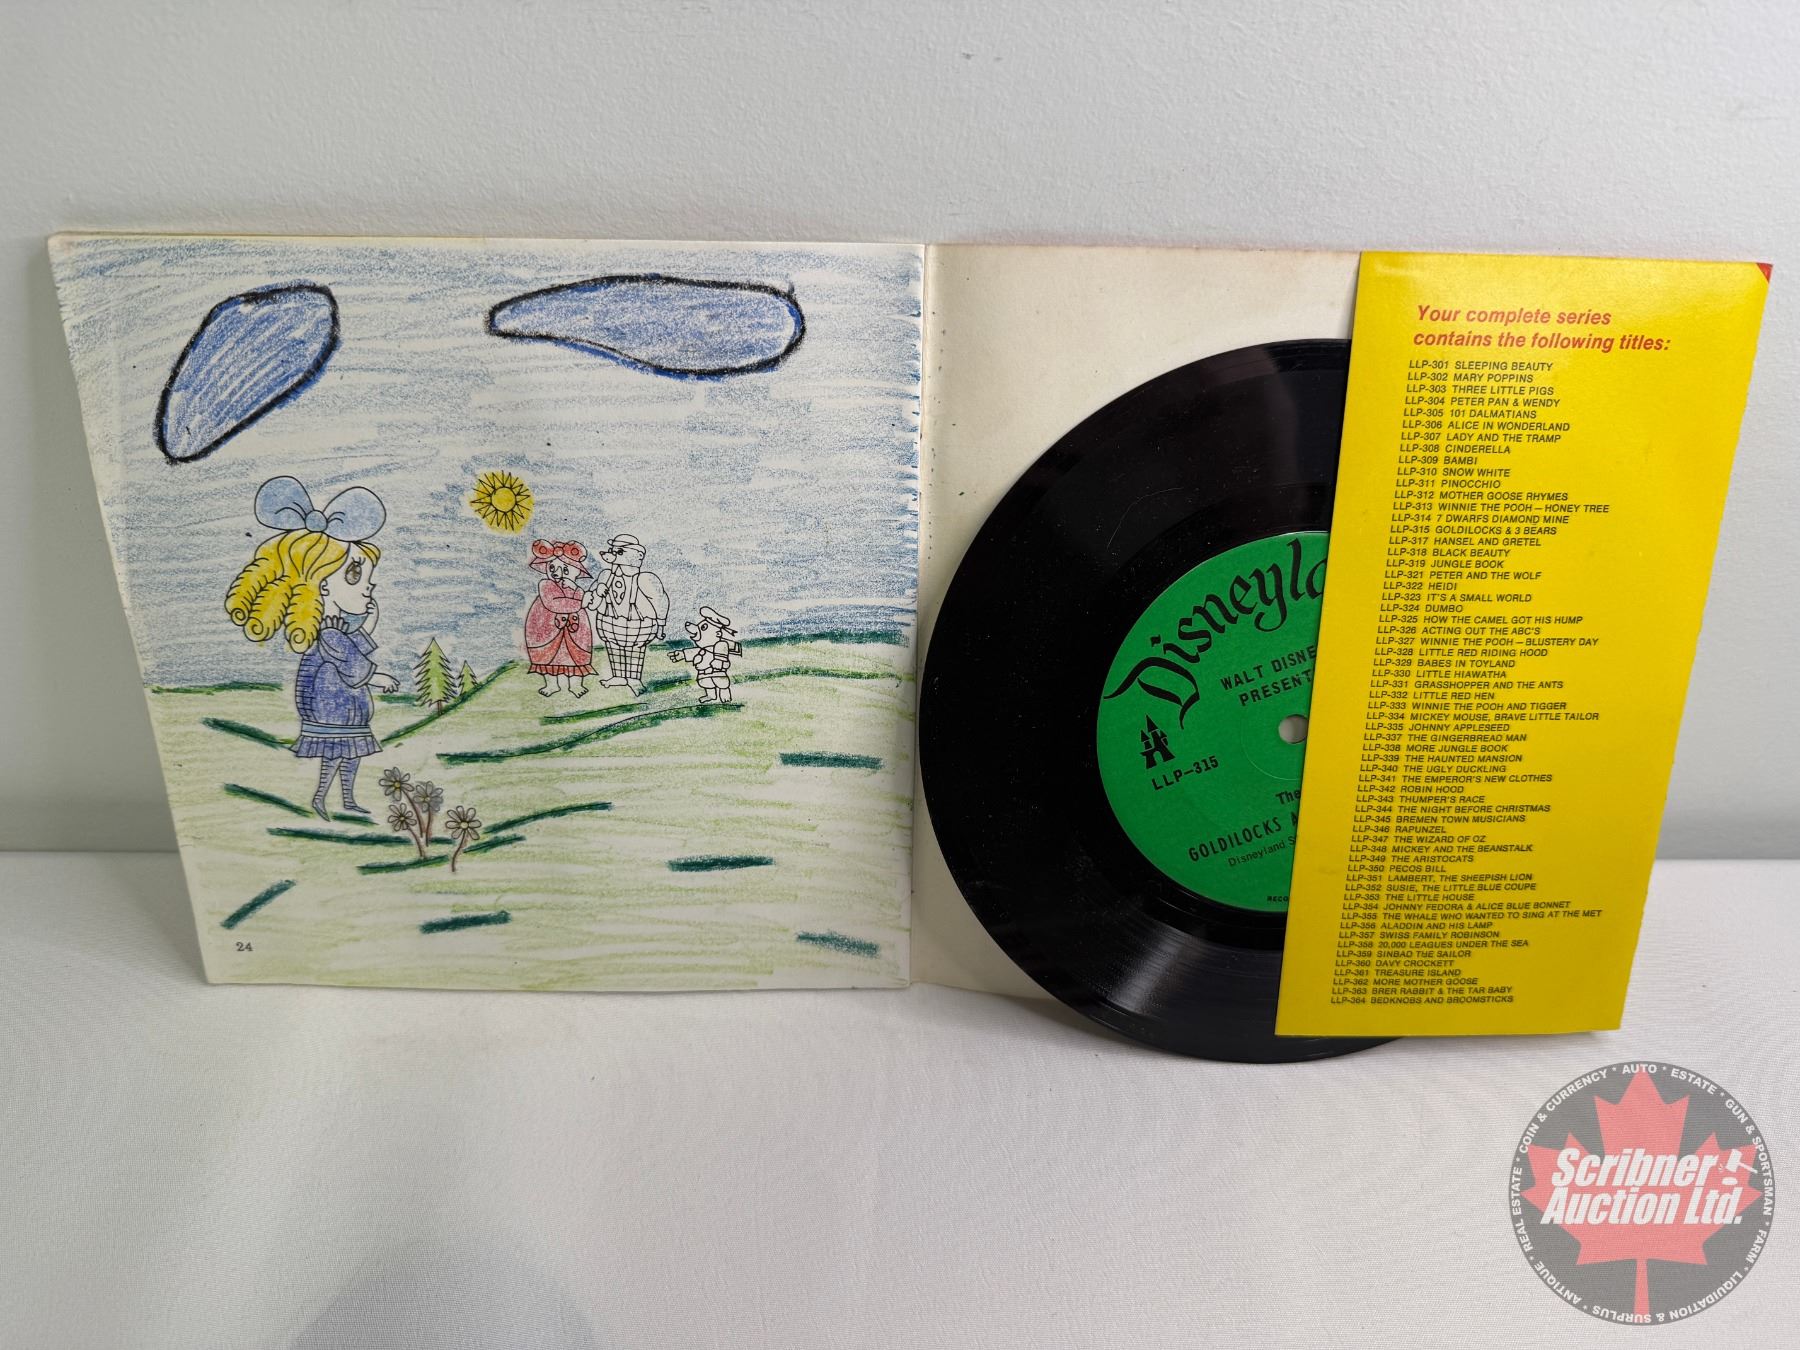 24
Disneyla
WALT DISNE
PRESENT
LLP-315
The
GOLDILOCKS A
Disneyland S
RECO
Your complete series
contains the following titles:
LLP-301 SLEEPING BEAUTY
LLP-302 MARY POPPINS
LLP-303 THREE LITTLE PIGS
LLP-304 PETER PAN & WENDY
LLP-305 101 DALMATIANS
LLP-306 ALICE IN WONDERLAND
LLP-307 LADY AND THE TRAMP
LLP-308 CINDERELLA
LLP-309 BAMBI
LLP-310 SNOW WHITE
LLP-311 PINOCCHIO
LLP-312 MOTHER GOOSE RHYMES
LLP-313 WINNIE THE POOH – HONEY TREE
LLP-314 7 DWARFS DIAMOND MINE
LLP-315 GOLDILOCKS & 3 BEARS
LLP-317 HANSEL AND GRETEL
LLP-318 BLACK BEAUTY
LLP-319 JUNGLE BOOK
LLP-321 PETER AND THE WOLF
LLP-322 HEIDI
LLP-323 IT'S A SMALL WORLD
LLP-324 DUMBO
LLP-325 HOW THE CAMEL GOT HIS HUMP
LLP-326 ACTING OUT THE ABC'S
LLP-327 WINNIE THE POOH – BLUSTERY DAY
LLP-328 LITTLE RED RIDING HOOD
LLP-329 BABES IN TOYLAND
LLP-330 LITTLE HIAWATHA
LLP-331 GRASSHOPPER AND THE ANTS
LLP-332 LITTLE RED HEN
LLP-333 WINNIE THE POOH AND TIGGER
LLP-334 MICKEY MOUSE, BRAVE LITTLE TAILOR
LLP-335 JOHNNY APPLESEED
LLP-337 THE GINGERBREAD MAN
LLP-338 MORE JUNGLE BOOK
LLP-339 THE HAUNTED MANSION
LLP-340 THE UGLY DUCKLING
LLP-341 THE EMPEROR'S NEW CLOTHES
LLP-342 ROBIN HOOD
LLP-343 THUMPER'S RACE
LLP-344 THE NIGHT BEFORE CHRISTMAS
LLP-345 BREMEN TOWN MUSICIANS
LLP-346 RAPUNZEL
LLP-347 THE WIZARD OF OZ
LLP-348 MICKEY AND THE BEANSTALK
LLP-349 THE ARISTOCATS
LLP-350 PECOS BILL
LLP-351 LAMBERT, THE SHEEPISH LION
LLP-352 SUSIE, THE LITTLE BLUE COUPE
LLP-353 THE LITTLE HOUSE
LLP-354 JOHNNY FEDORA & ALICE BLUE BONNET
LLP-355 THE WHALE WHO WANTED TO SING AT THE MET
LLP-356 ALADDIN AND HIS LAMP
LLP-357 SWISS FAMILY ROBINSON
LLP-358 20,000 LEAGUES UNDER THE SEA
LLP-359 SINBAD THE SAILOR
LLP-360 DAVY CROCKETT
LLP-361 TREASURE ISLAND
LLP-362 MORE MOTHER GOOSE
LLP-363 BRER RABBIT & THE TAR BABY
LLP-364 BEDKNOBS AND BROOMSTICKS
Scribner
Auction Ltd.
ANTIQUE * REAL ESTATE * COIN & CURRENCY * AUTO * ESTATE * GUN & SPORTSMAN * FARM * LIQUIDATION & SURPLUS *